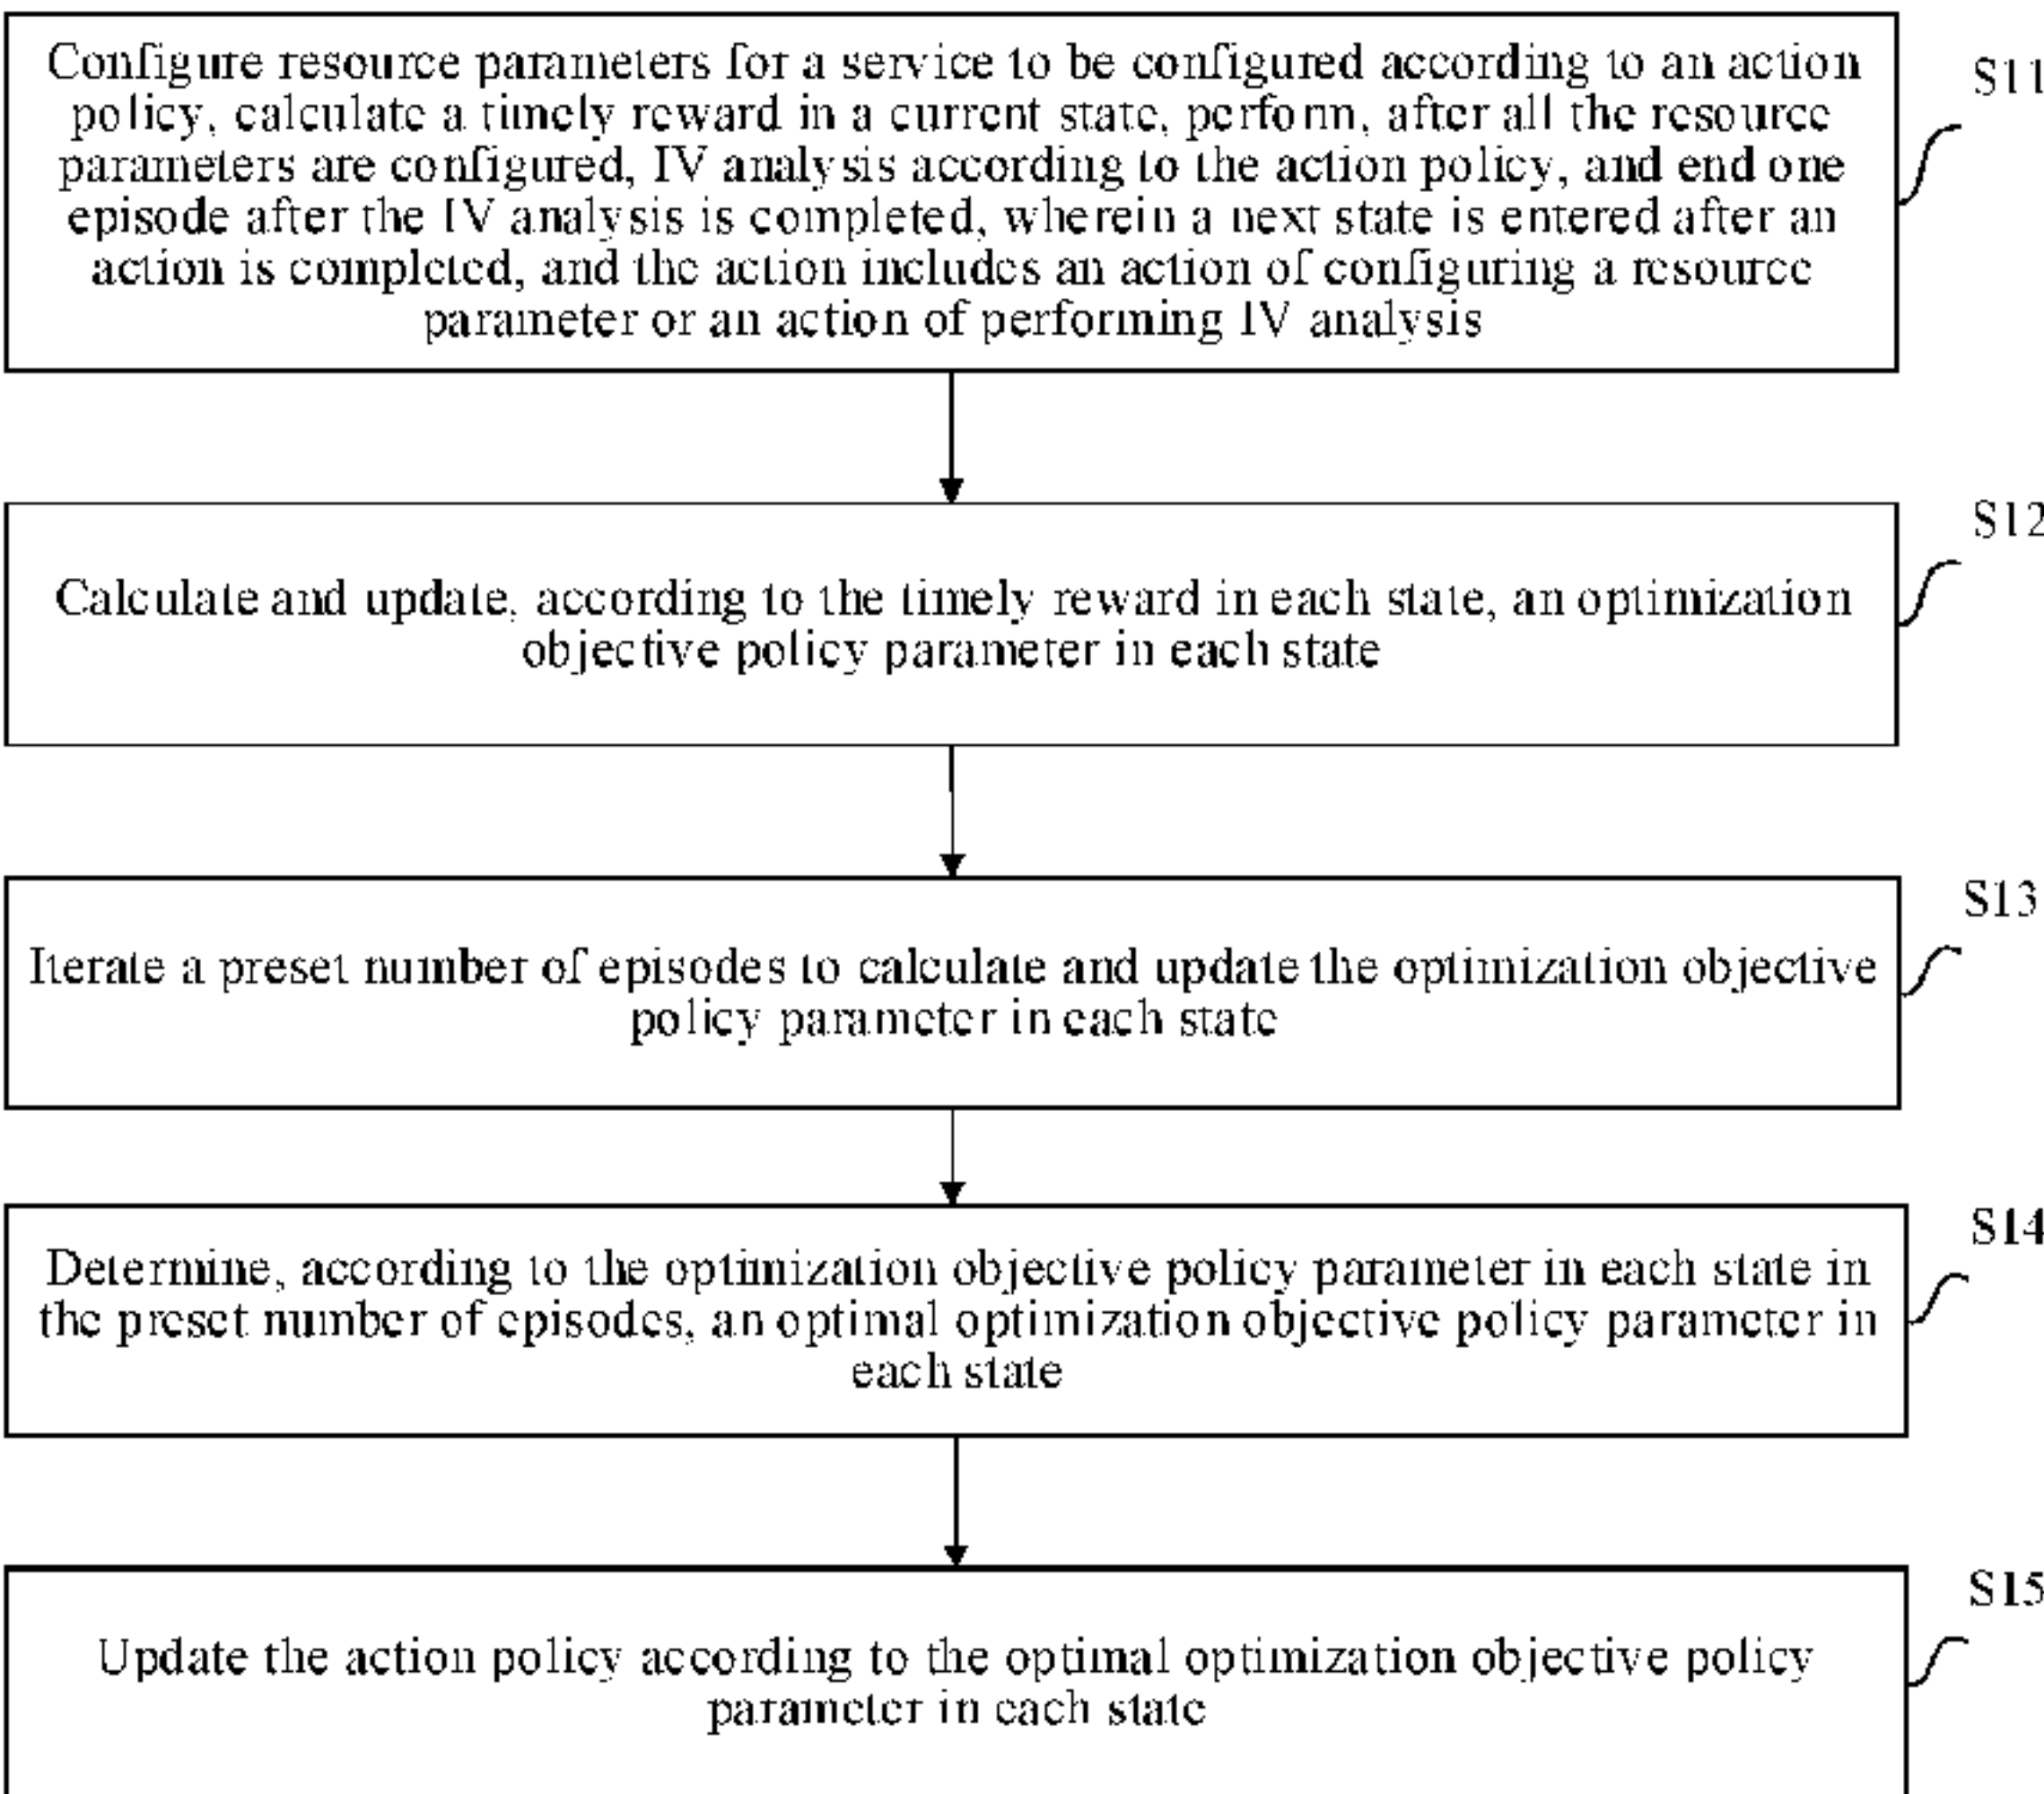 Configure resource parameters for a service to be configured according to an action
policy, calculate a timely reward in a current state, perform, after all the resource
parameters are configured, IV analysis according to the action policy, and end one
episode after the IV analysis is completed, wherein a next state is entered after an
action is completed, and the action includes an action of configuring a resource
parameter or an action of performing IV analysis
S11
S12
Calculate and update, according to the timely reward in each state, an optimization
objective policy parameter in each state
S13
Iterate a preset number of episodes to calculate and update the optimization objective
policy parameter in each state
S14
Determine, according to the optimization objective policy parameter in each state in
the preset number of episodes, an optimal optimization objective policy parameter in
each state
S15
Update the action policy according to the optimal optimization objective policy
parameter in each state